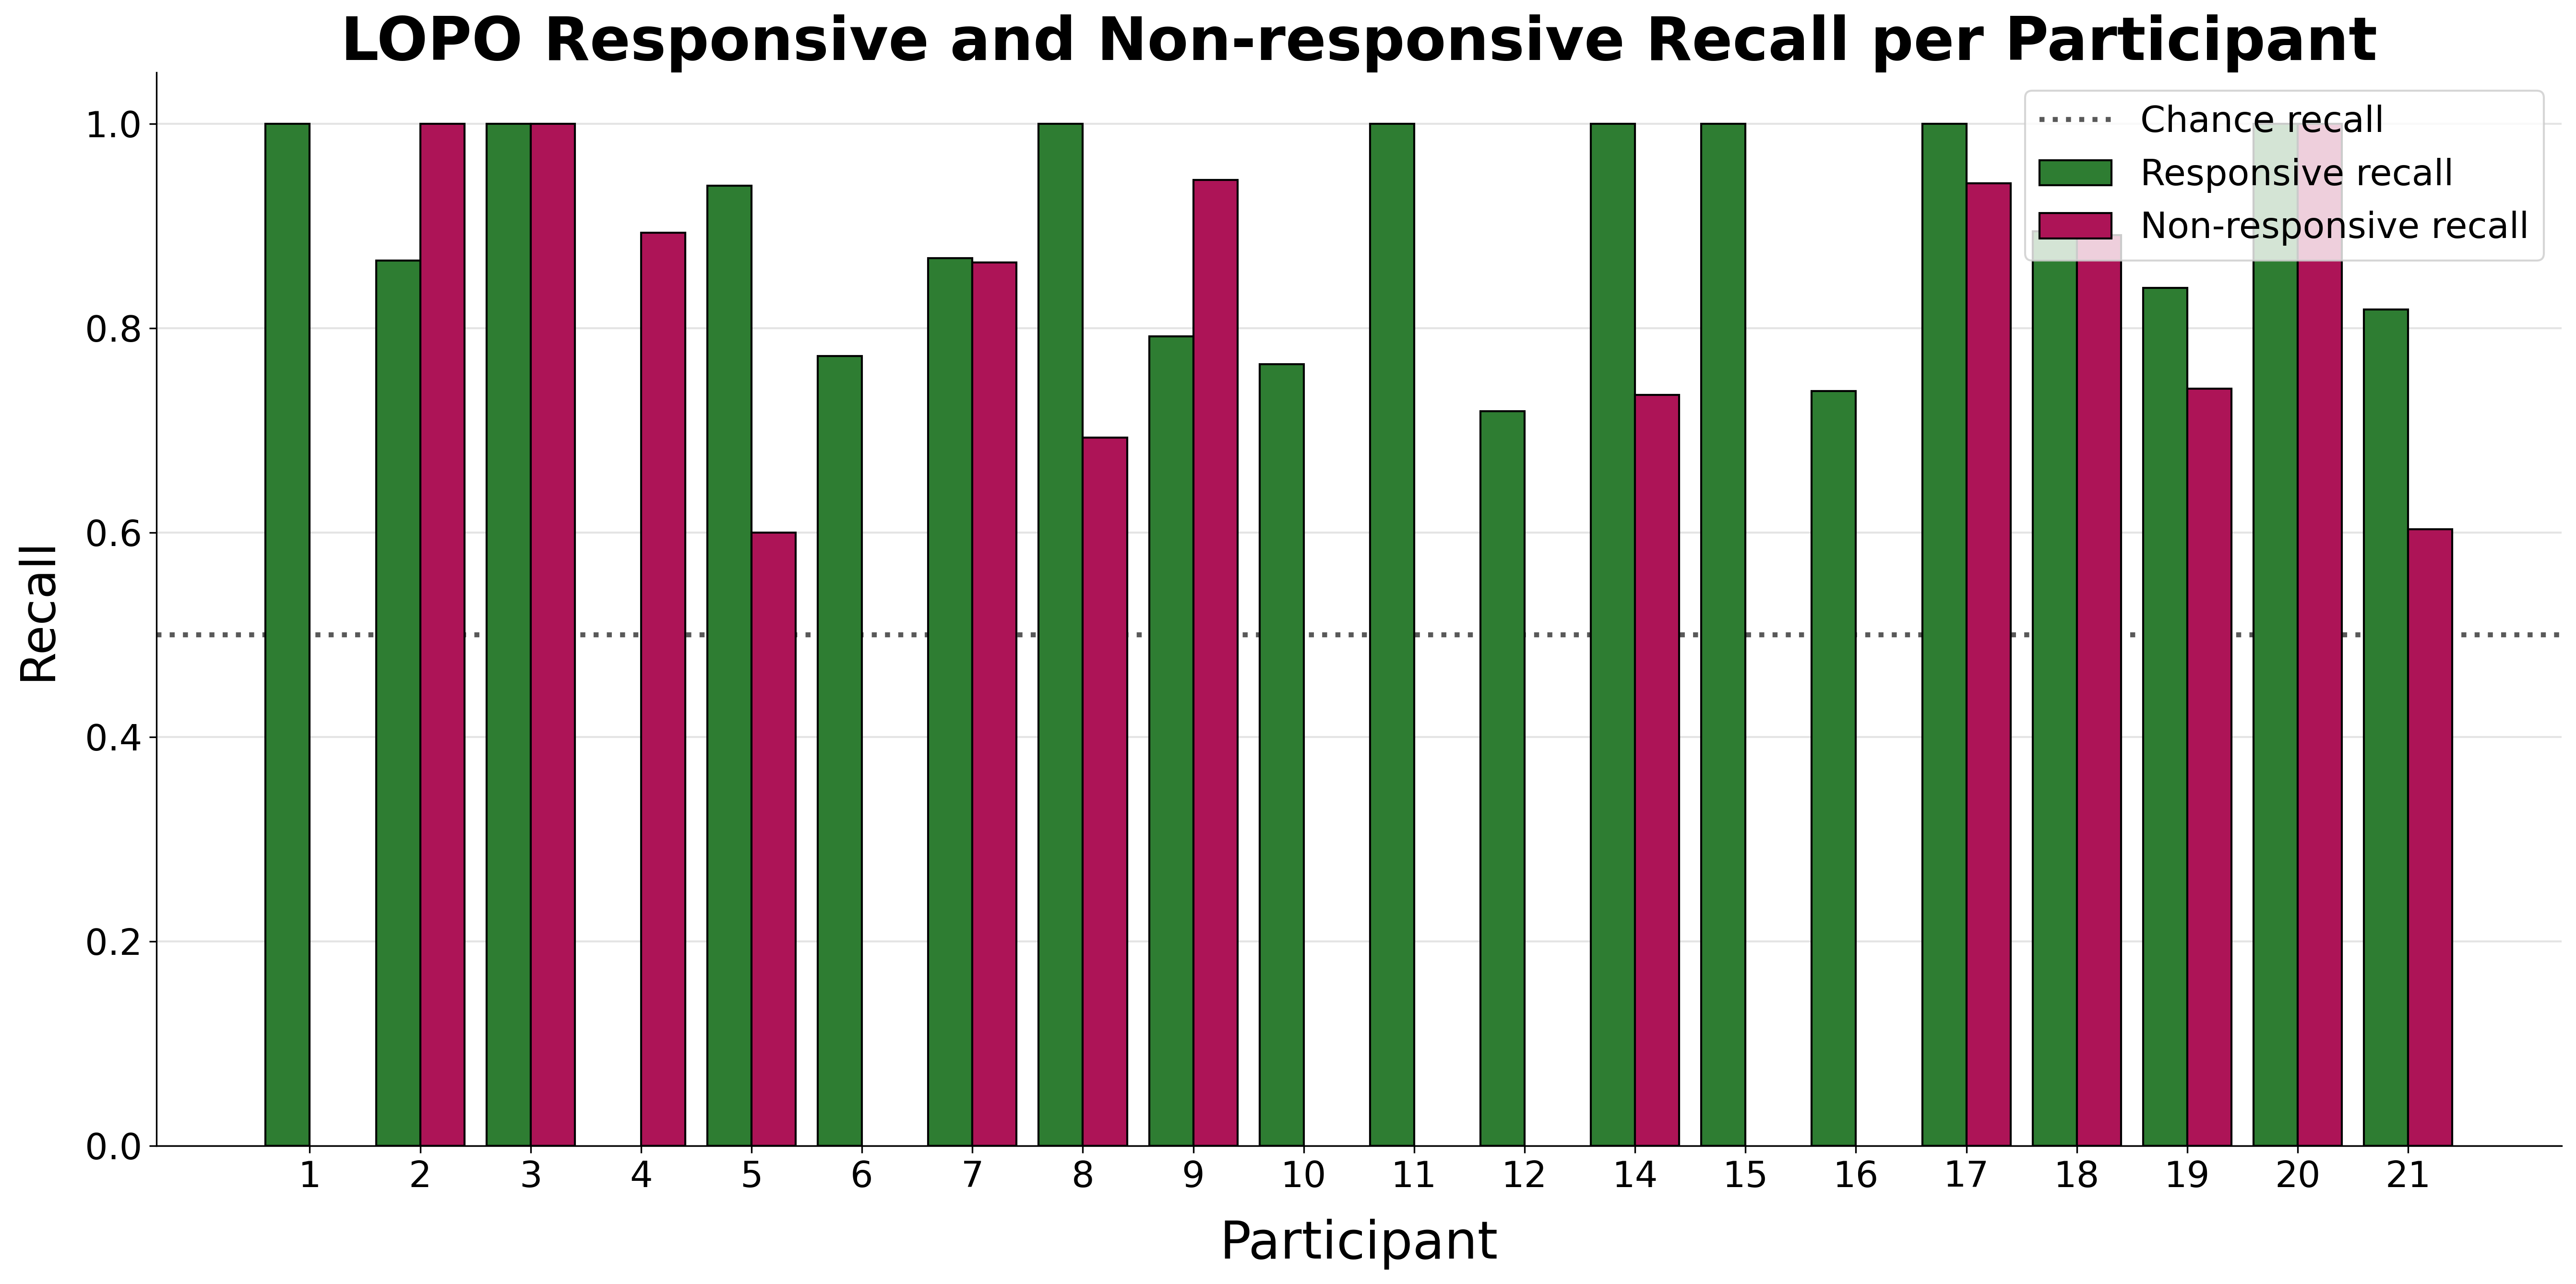 LOPO Responsive and Non-responsive Recall per Participant
Chance recall
Responsive recall
Non-responsive recall
1.0
0.8
0.6
0.4
0.2
0.0
Recall
1 2 3 4 5 6 7 8 9 10 11 12 14 15 16 17 18 19 20 21
Participant